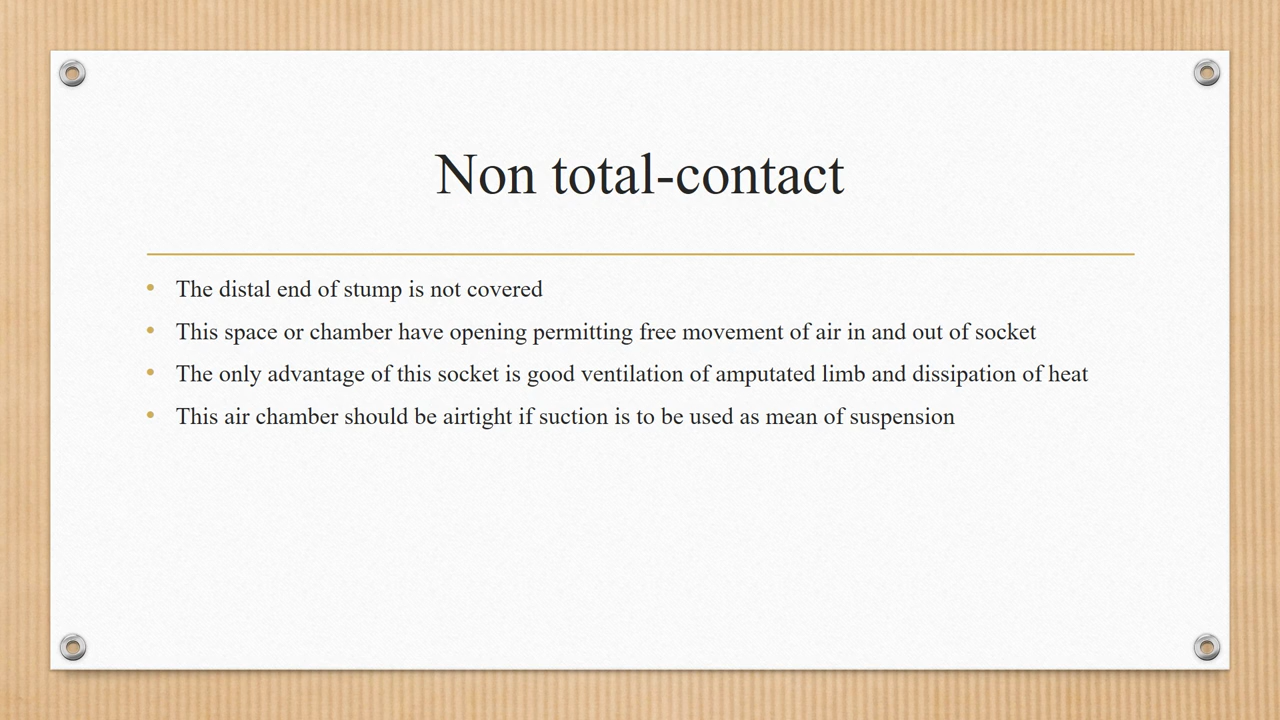 Non total-contact
• The distal end of stump is not covered
• This space or chamber have opening permitting free movement of air in and out of socket
• The only advantage of this socket is good ventilation of amputated limb and dissipation of heat
• This air chamber should be airtight if suction is to be used as mean of suspension